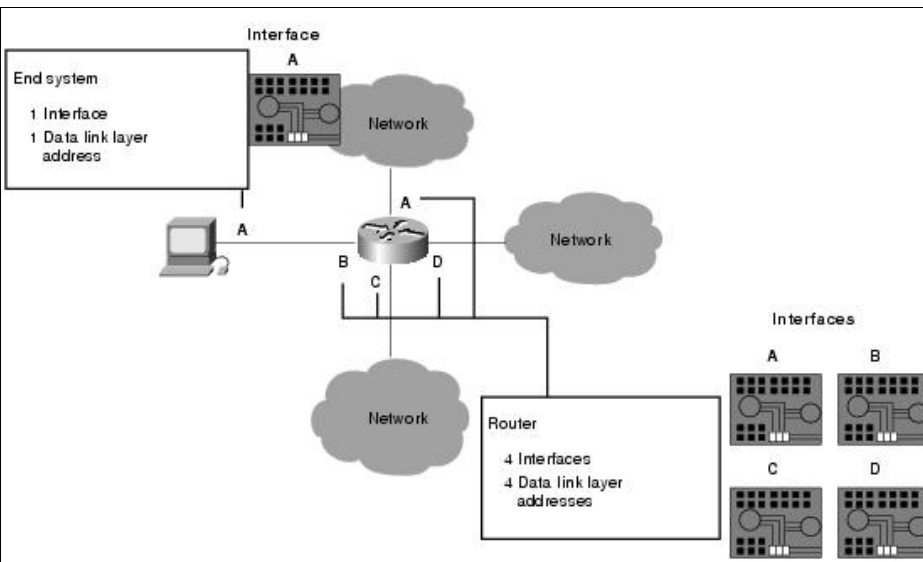 Interface
A
End system
1 Interface
1 Data link layer
address
Network
A
A
Network
B
D
C
Interfaces
A
B
Network
Router
4 Interfaces
4 Data link layer
addresses
C
D